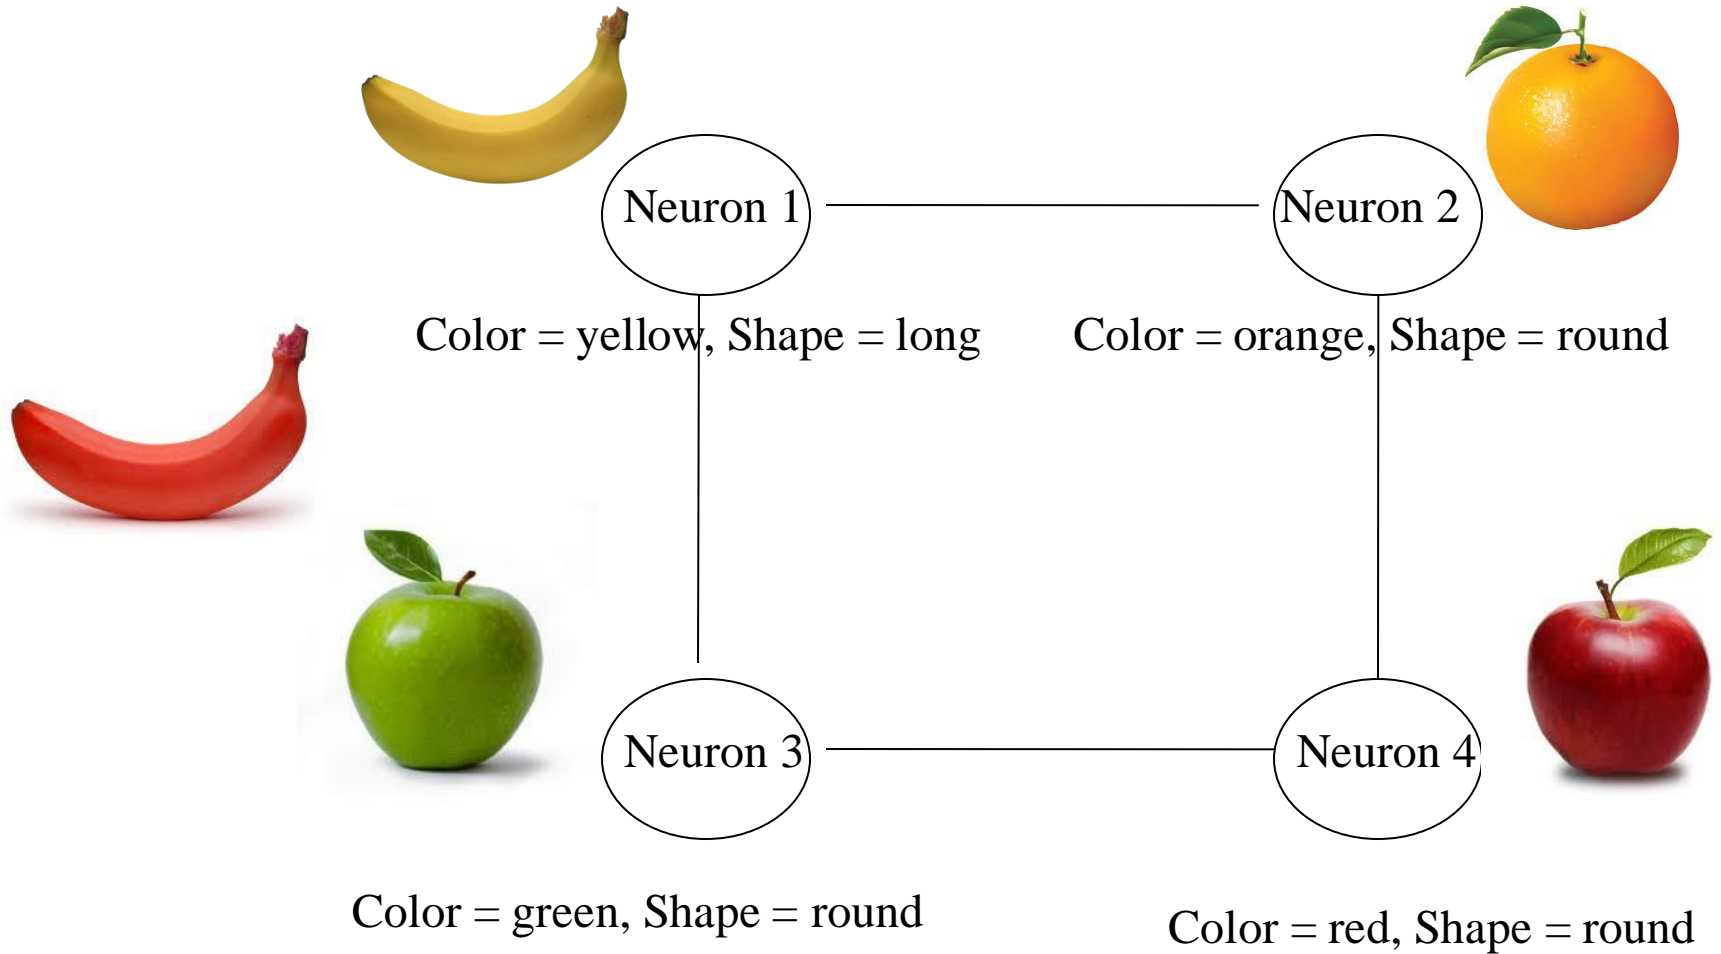 Neuron 1
Neuron 2
Color = yellow, Shape = long
Color = orange, Shape = round
Neuron 3
Neuron 4
Color = green, Shape = round
Color = red, Shape = round